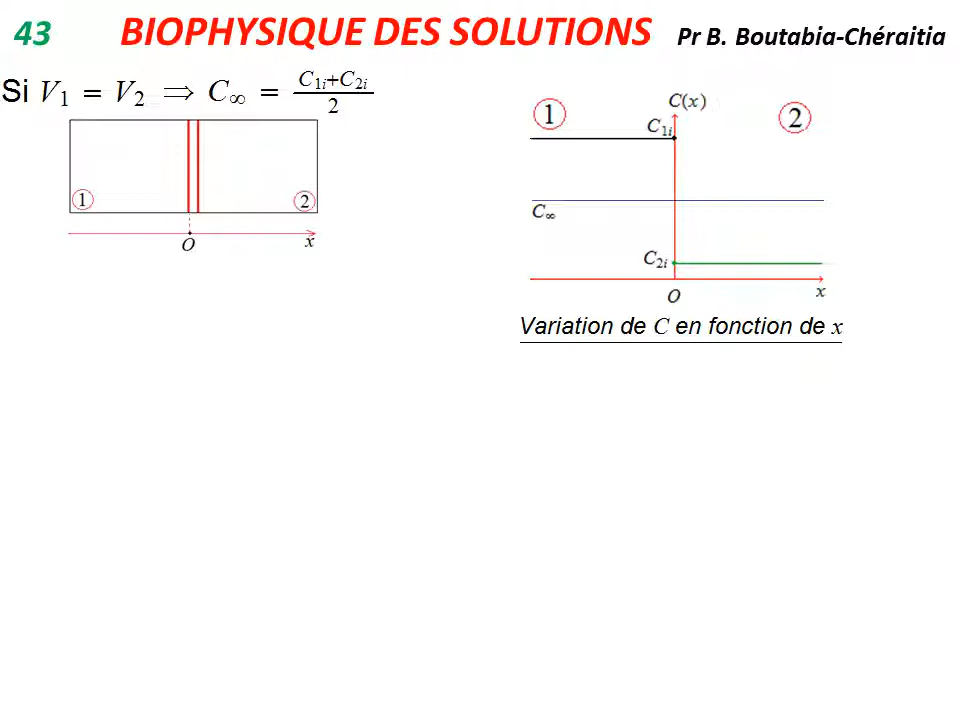 43 BIOPHYSIQUE DES SOLUTIONS Pr B. Boutabia-Chéraitia
Si V₁ = V₂ ⟹ C∞ = (C₁ᵢ+C₂ᵢ)/2
1
2
O
x
1
C(x)
2
C₁ᵢ
C∞
C₂ᵢ
O
x
Variation de C en fonction de x